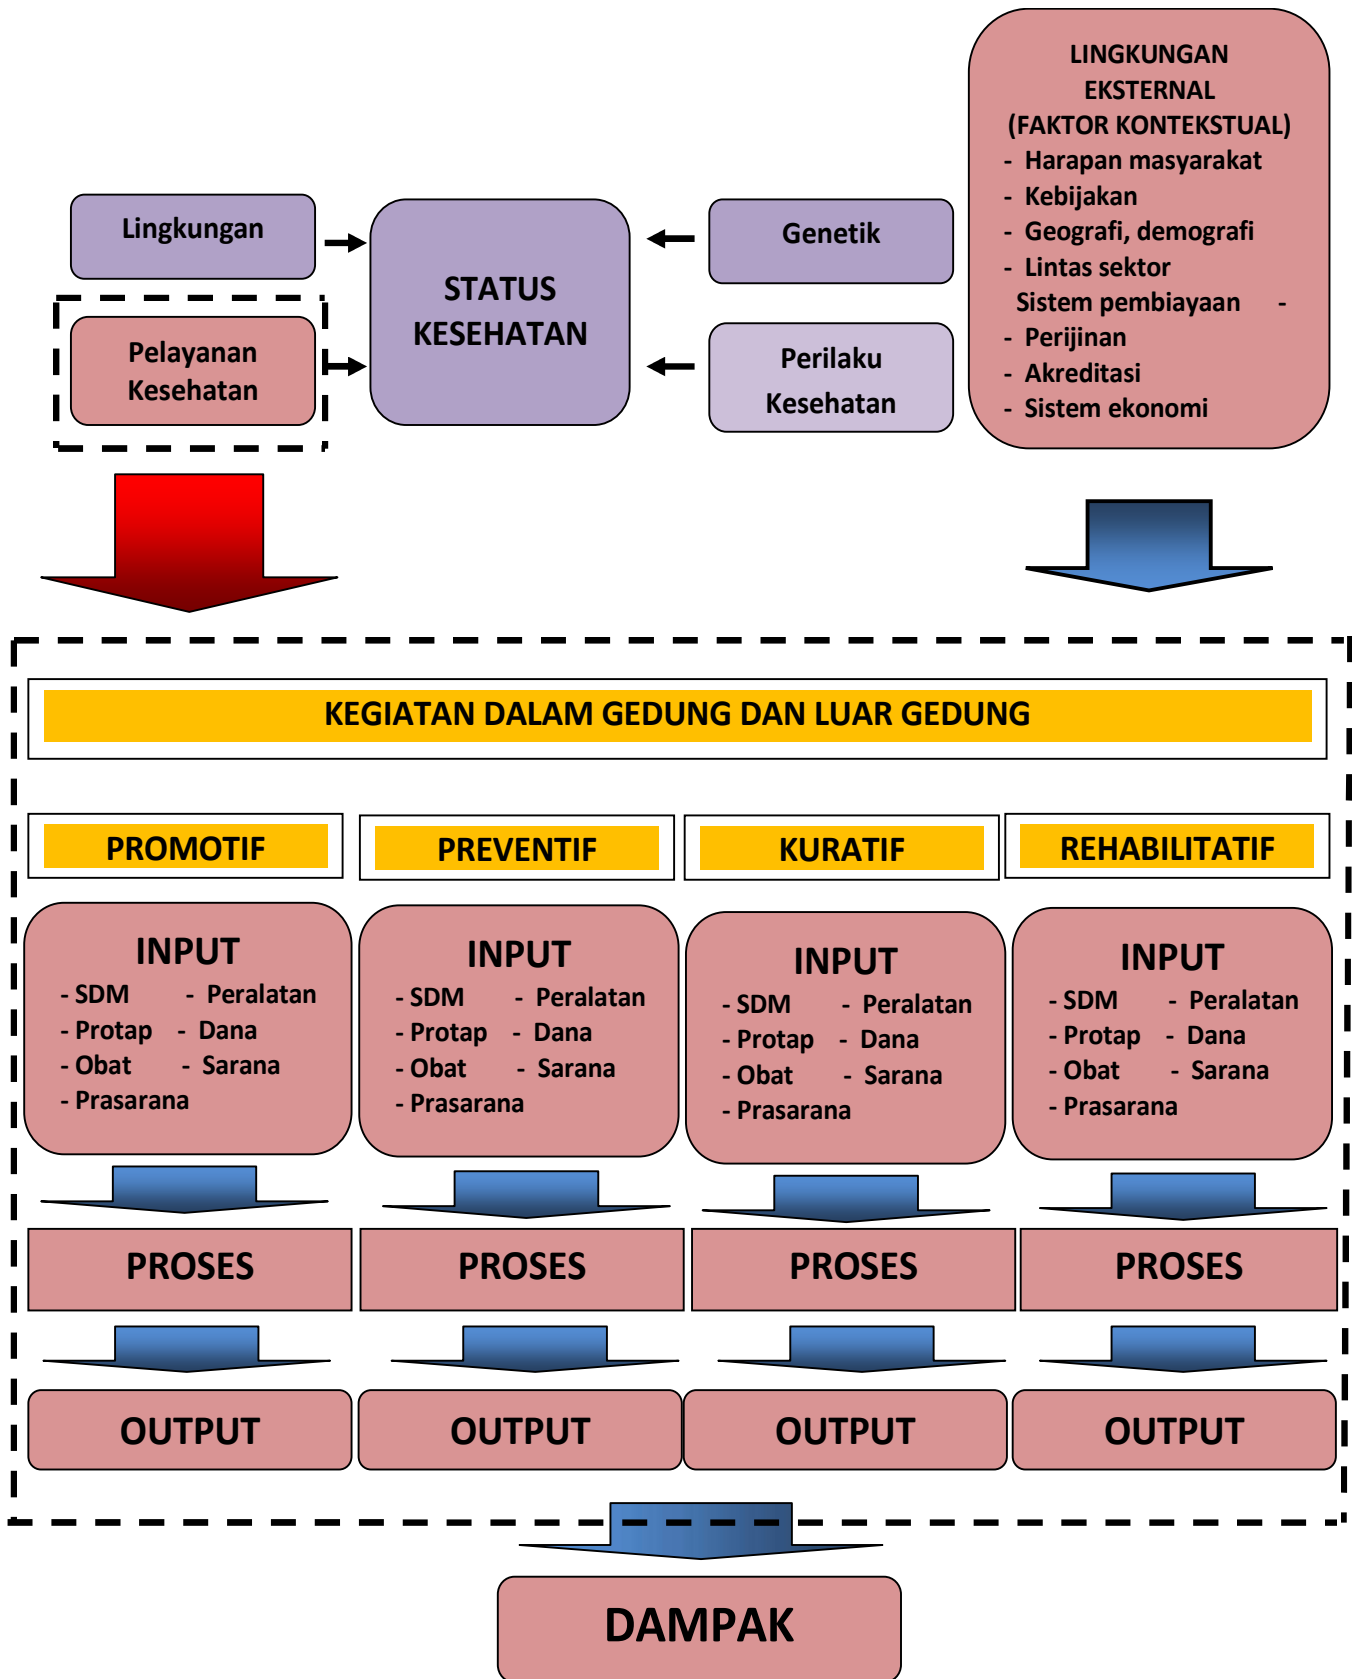 LINGKUNGAN
EKSTERNAL
(FAKTOR KONTEKSTUAL)
- Harapan masyarakat
- Kebijakan
- Geografi, demografi
- Lintas sektor
Sistem pembiayaan -
- Perijinan
- Akreditasi
- Sistem ekonomi
Lingkungan
Pelayanan
Kesehatan
STATUS
KESEHATAN
Genetik
Perilaku
Kesehatan
KEGIATAN DALAM GEDUNG DAN LUAR GEDUNG
PROMOTIF
PREVENTIF
KURATIF
REHABILITATIF
INPUT
- SDM - Peralatan
- Protap - Dana
- Obat - Sarana
- Prasarana
INPUT
- SDM - Peralatan
- Protap - Dana
- Obat - Sarana
- Prasarana
INPUT
- SDM - Peralatan
- Protap - Dana
- Obat - Sarana
- Prasarana
INPUT
- SDM - Peralatan
- Protap - Dana
- Obat - Sarana
- Prasarana
PROSES
PROSES
PROSES
PROSES
OUTPUT
OUTPUT
OUTPUT
OUTPUT
DAMPAK